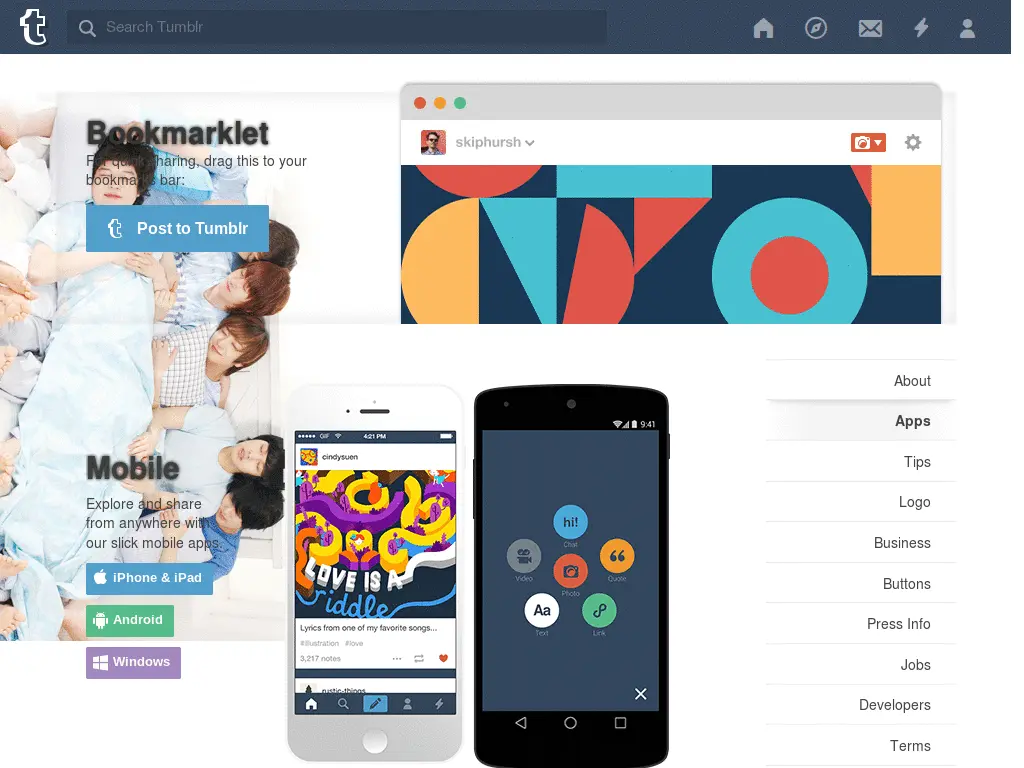 Search Tumblr
Bookmarklet
For quick sharing, drag this to your
bookmarks bar:
Post to Tumblr
skiphursh
Mobile
Explore and share
from anywhere with
our slick mobile apps.
iPhone & iPad
Android
Windows
GIF
4:21 PM
cindysuen
LOVE IS A
riddle
Lyrics from one of my favorite songs...
#illustration #love
3,217 notes
rustic-things
9:41
hi!
Chat
Video
Quote
Photo
Aa
Text
Link
About
Apps
Tips
Logo
Business
Buttons
Press Info
Jobs
Developers
Terms